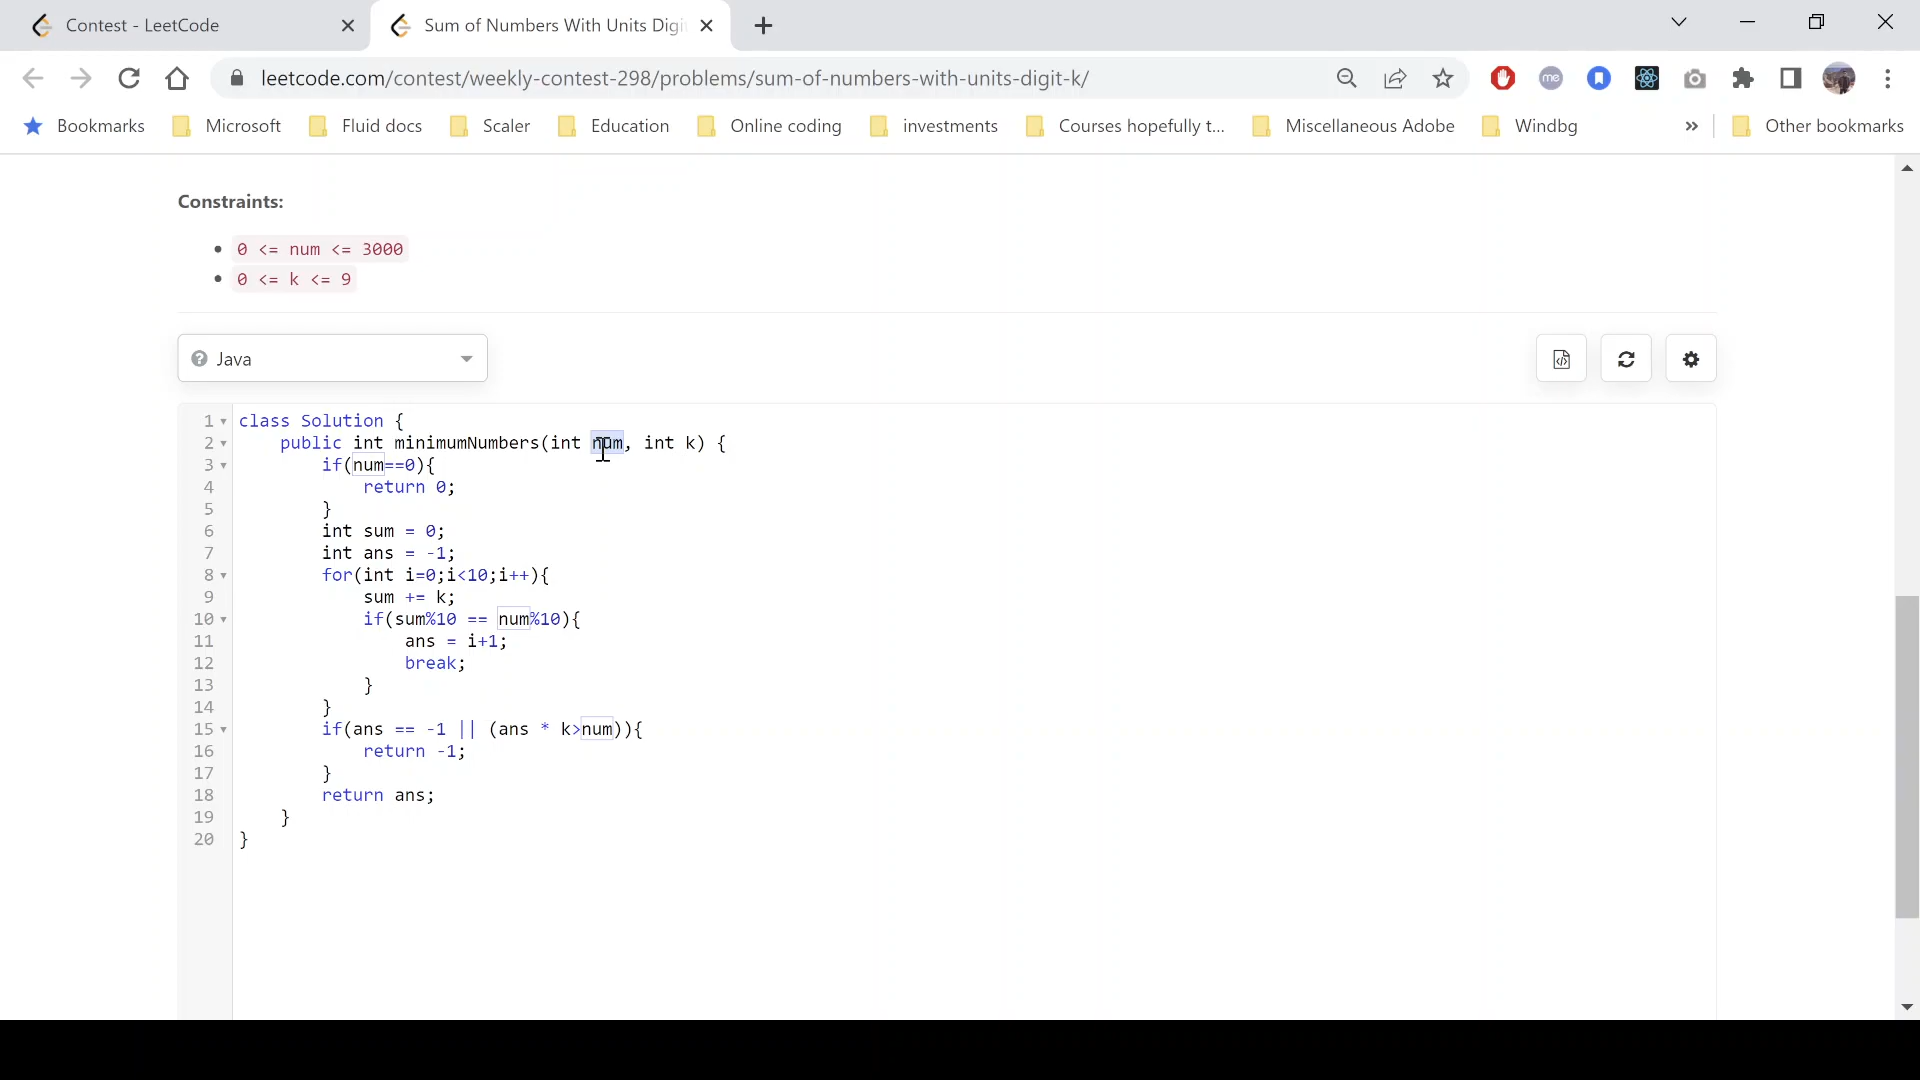 Contest - LeetCode
Sum of Numbers With Units Digi
leetcode.com/contest/weekly-contest-298/problems/sum-of-numbers-with-units-digit-k/
me
Bookmarks Microsoft Fluid docs Scaler Education Online coding investments Courses hopefully t... Miscellaneous Adobe Windbg » Other bookmarks
Constraints:
0 <= num <= 3000
0 <= k <= 9
Java
1 class Solution {
2 public int minimumNumbers(int num, int k) {
3 if(num==0){
4 return 0;
5 }
6 int sum = 0;
7 int ans = -1;
8 for(int i=0;i<10;i++){
9 sum += k;
10 if(sum%10 == num%10){
11 ans = i+1;
12 break;
13 }
14 }
15 if(ans == -1 || (ans * k>num)){
16 return -1;
17 }
18 return ans;
19 }
20 }